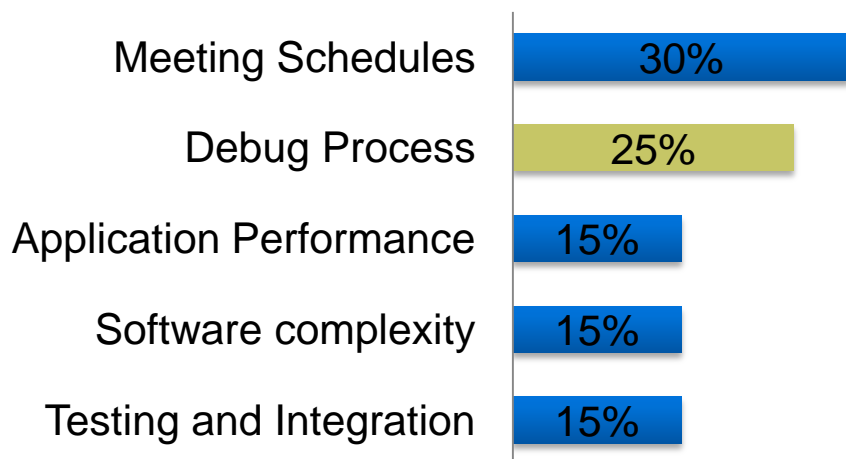 Meeting Schedules 30%
Debug Process 25%
Application Performance 15%
Software complexity 15%
Testing and Integration 15%